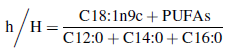 h/H = C18:1n9c + PUFAs
C12:0 + C14:0 + C16:0